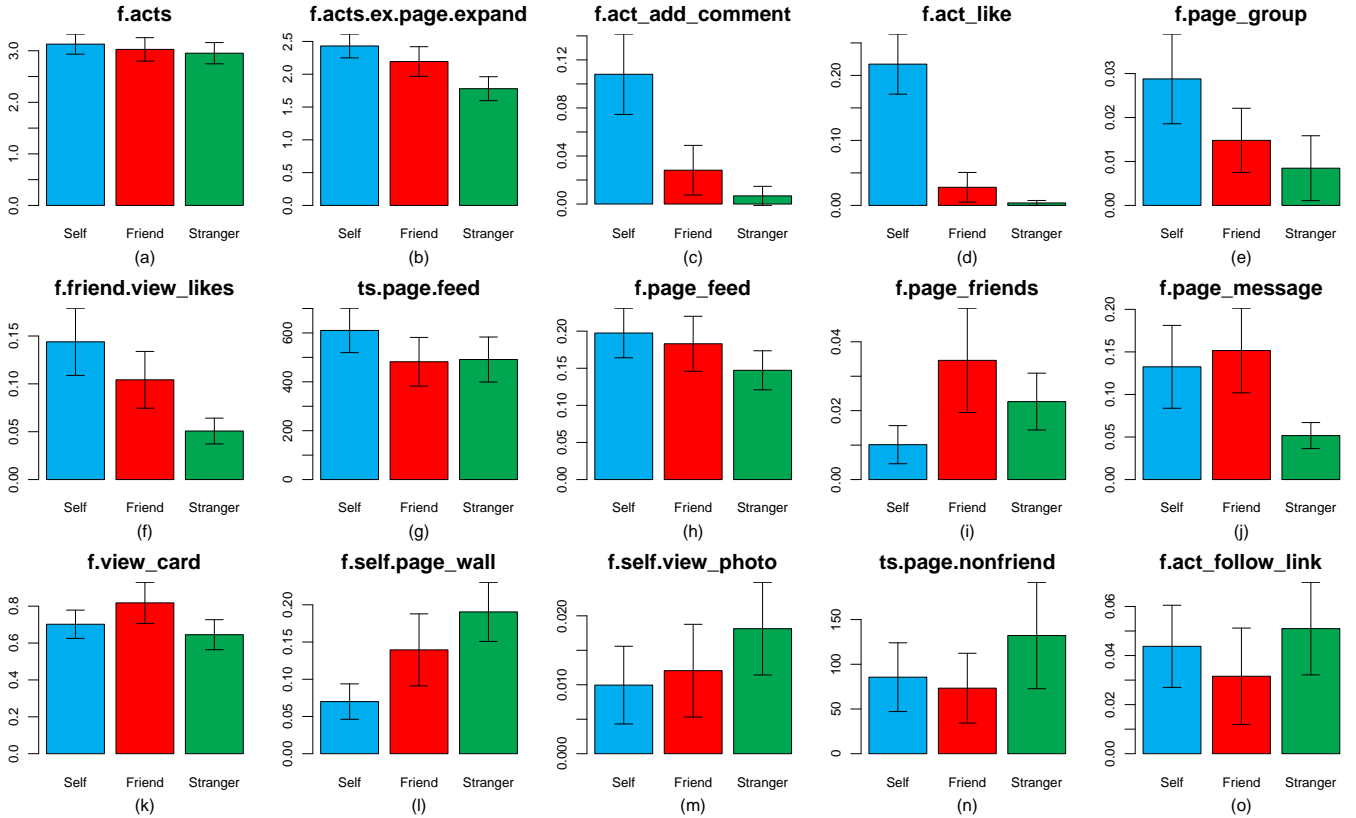 f.acts
0.0 1.0 2.0 3.0
Self Friend Stranger
(a)
f.acts.ex.page.expand
0.0 0.5 1.0 1.5 2.0 2.5
Self Friend Stranger
(b)
f.act_add_comment
0.00 0.04 0.08 0.12
Self Friend Stranger
(c)
f.act_like
0.00 0.10 0.20
Self Friend Stranger
(d)
f.page_group
0.00 0.01 0.02 0.03
Self Friend Stranger
(e)
f.friend.view_likes
0.00 0.05 0.10 0.15
Self Friend Stranger
(f)
ts.page.feed
0 200 400 600
Self Friend Stranger
(g)
f.page_feed
0.00 0.05 0.10 0.15 0.20
Self Friend Stranger
(h)
f.page_friends
0.00 0.02 0.04
Self Friend Stranger
(i)
f.page_message
0.00 0.05 0.10 0.15 0.20
Self Friend Stranger
(j)
f.view_card
0.0 0.2 0.4 0.6 0.8
Self Friend Stranger
(k)
f.self.page_wall
0.00 0.05 0.10 0.15 0.20
Self Friend Stranger
(l)
f.self.view_photo
0.000 0.010 0.020
Self Friend Stranger
(m)
ts.page.nonfriend
0 50 100 150
Self Friend Stranger
(n)
f.act_follow_link
0.00 0.02 0.04 0.06
Self Friend Stranger
(o)